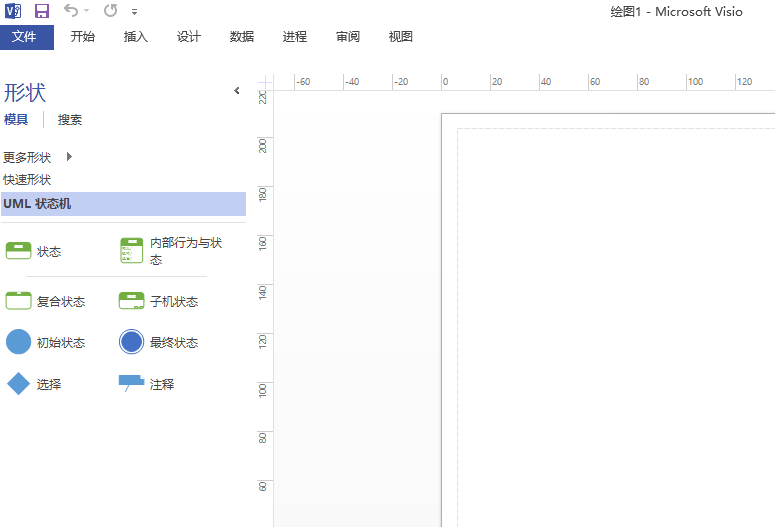 绘图1 - Microsoft Visio
文件 开始 插入 设计 数据 进程 审阅 视图
-60 -40 -20 0 20 40 60 80 100 120
形状
模具 搜索
更多形状
快速形状
UML 状态机
状态
内部行为与状
态
复合状态
子机状态
初始状态
最终状态
选择
注释
220
200
180
160
140
120
100
80
60